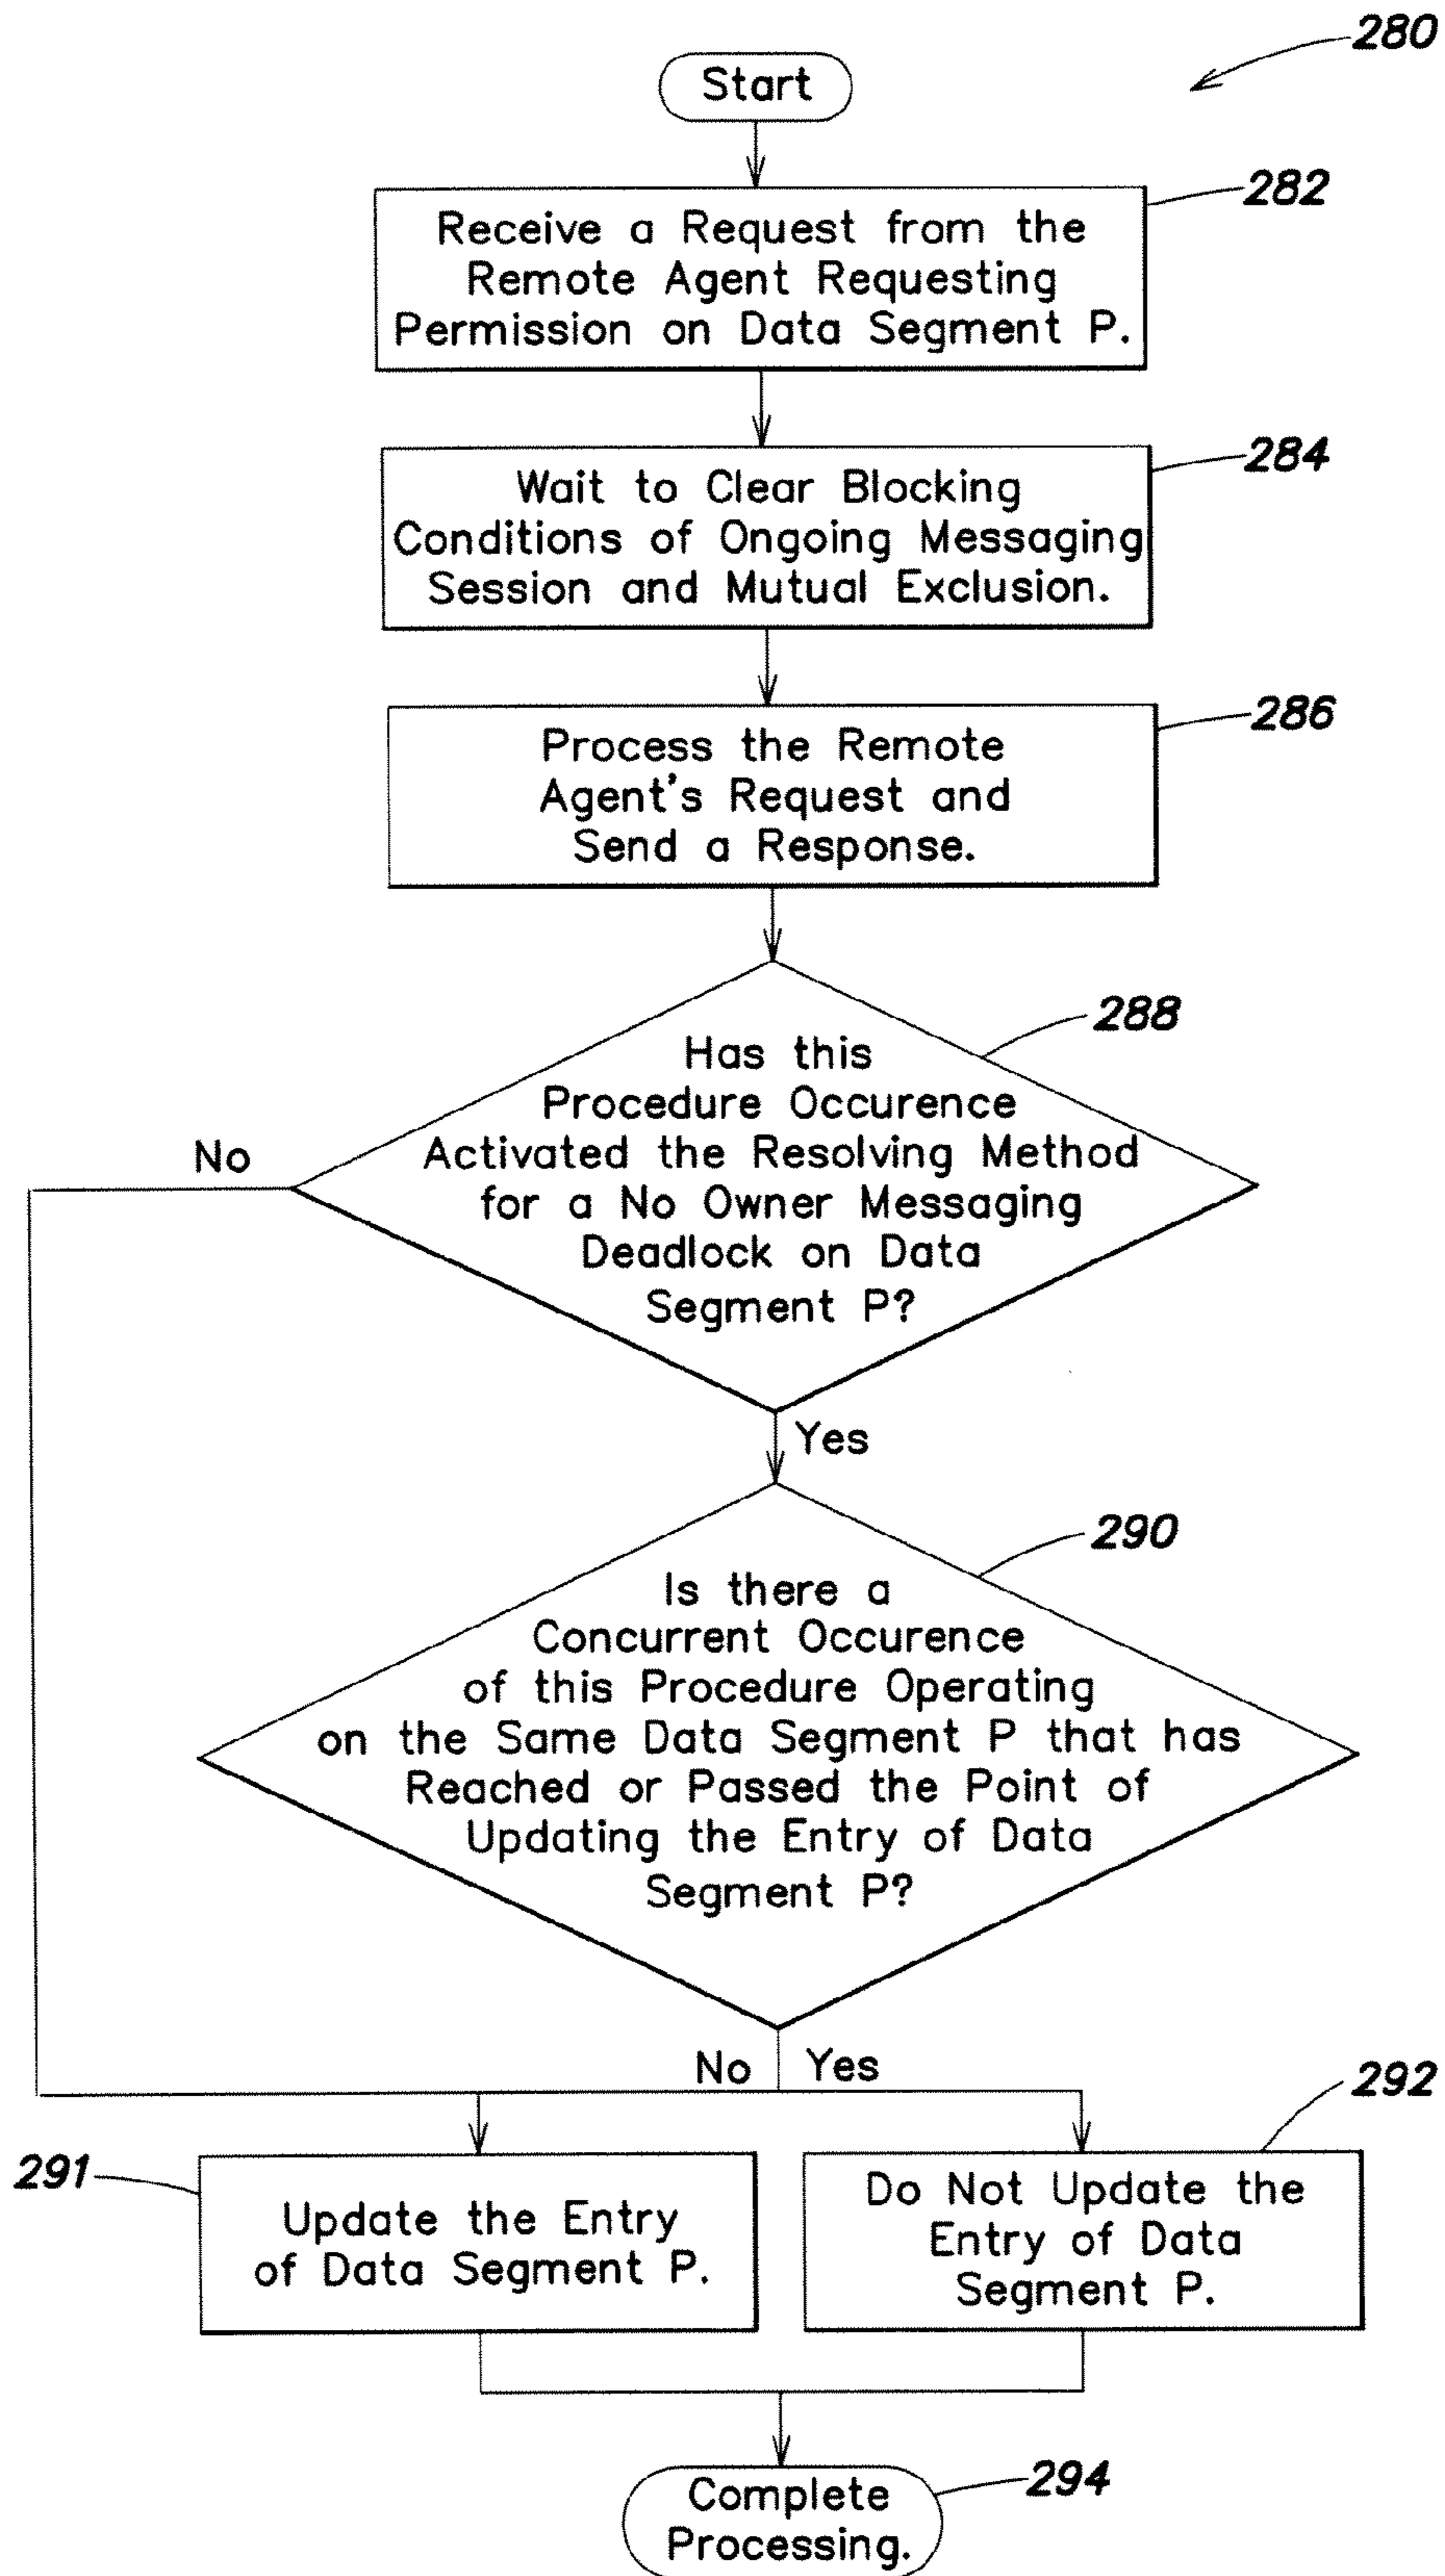 280
Start
282
Receive a Request from the
Remote Agent Requesting
Permission on Data Segment P.
284
Wait to Clear Blocking
Conditions of Ongoing Messaging
Session and Mutual Exclusion.
286
Process the Remote
Agent's Request and
Send a Response.
288
Has this
Procedure Occurence
Activated the Resolving Method
for a No Owner Messaging
Deadlock on Data
Segment P?
No
Yes
290
Is there a
Concurrent Occurence
of this Procedure Operating
on the Same Data Segment P that has
Reached or Passed the Point of
Updating the Entry of Data
Segment P?
No
Yes
291
Update the Entry
of Data Segment P.
292
Do Not Update the
Entry of Data
Segment P.
294
Complete
Processing.